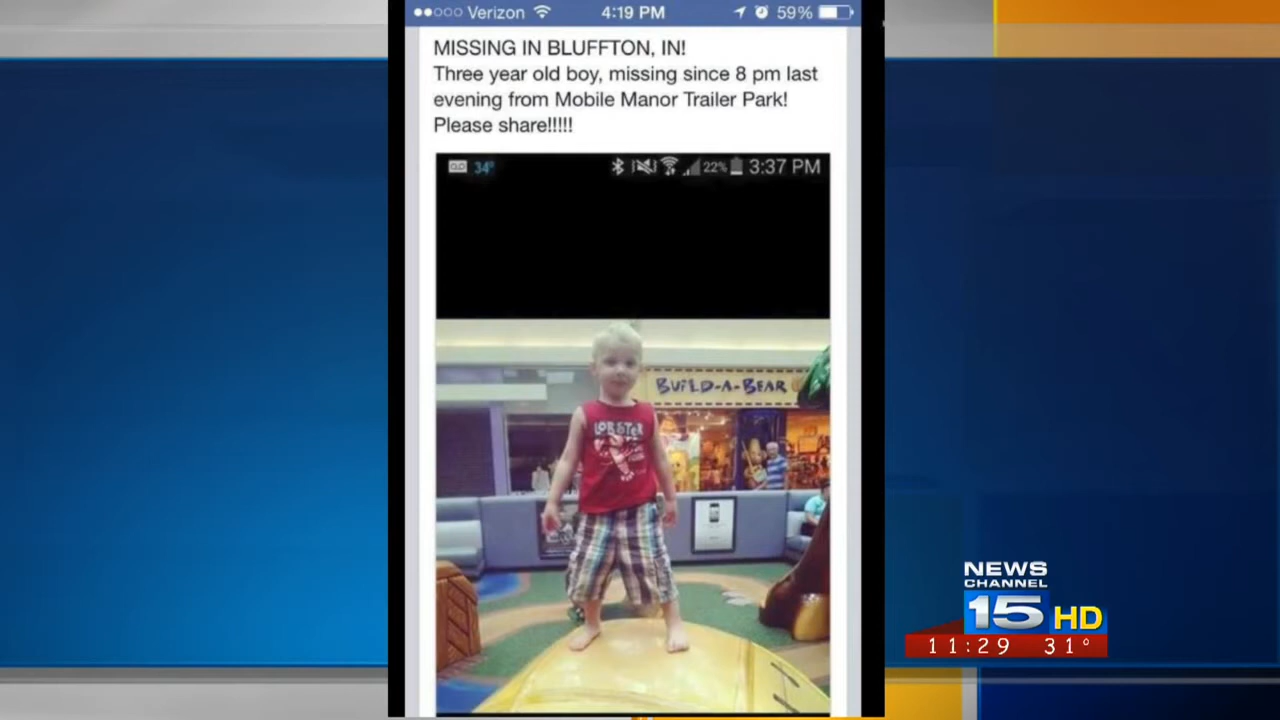 Verizon 4:19 PM 59%
MISSING IN BLUFFTON, IN!
Three year old boy, missing since 8 pm last
evening from Mobile Manor Trailer Park!
Please share!!!!!
34° 22% 3:37 PM
BUILD-A-BEAR
LOBSTER
NEWS
CHANNEL
15 HD
11:29 31°